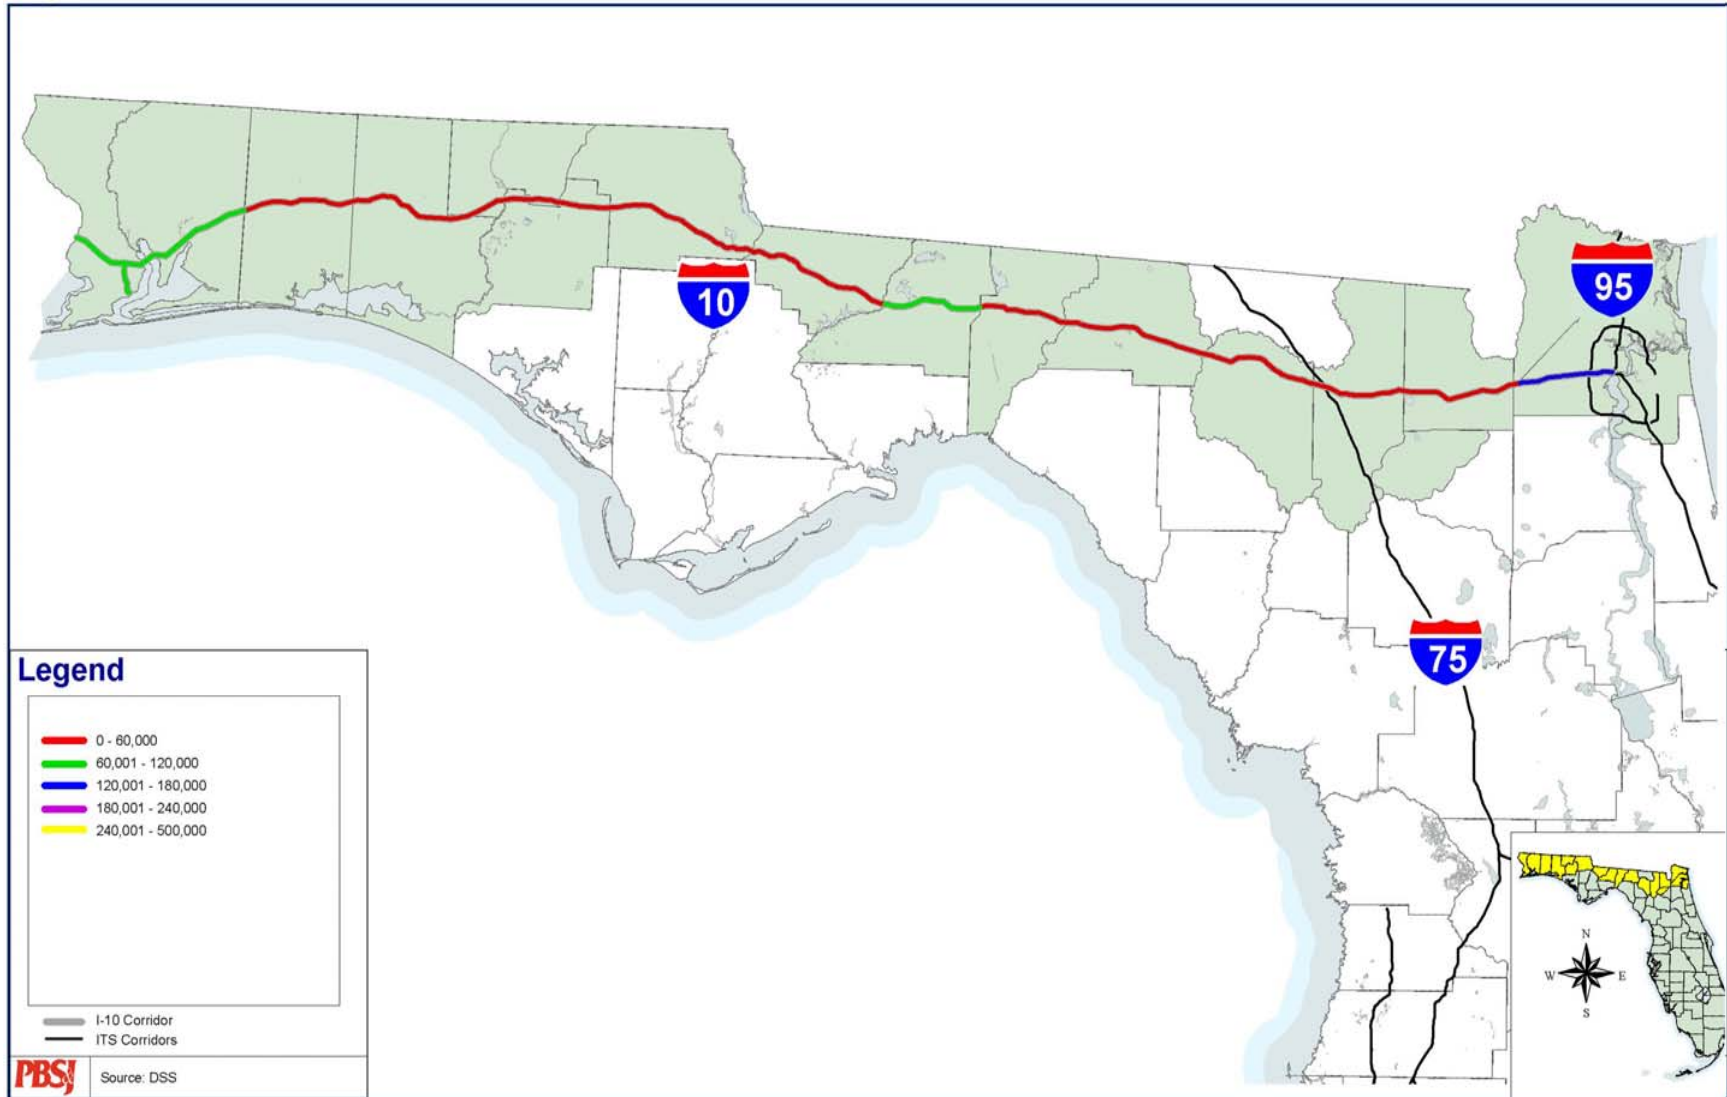 10
95
75
Legend
0 - 60,000
60,001 - 120,000
120,001 - 180,000
180,001 - 240,000
240,001 - 500,000
I-10 Corridor
ITS Corridors
PBSJ
Source: DSS
N
W E
S